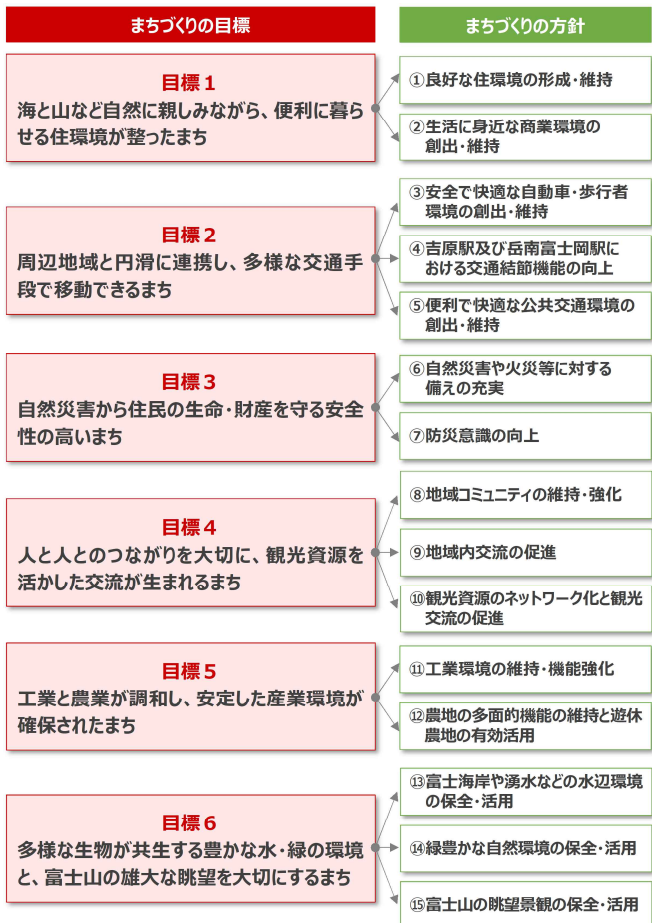 まちづくりの目標
まちづくりの方針
目標１
海と山など自然に親しみながら、便利に暮ら
せる住環境が整ったまち
①良好な住環境の形成・維持
②生活に身近な商業環境の
創出・維持
目標２
周辺地域と円滑に連携し、多様な交通手
段で移動できるまち
③安全で快適な自動車・歩行者
環境の創出・維持
④吉原駅及び岳南富士岡駅に
おける交通結節機能の向上
⑤便利で快適な公共交通環境の
創出・維持
目標３
自然災害から住民の生命・財産を守る安全
性の高いまち
⑥自然災害や火災等に対する
備えの充実
⑦防災意識の向上
目標４
人と人とのつながりを大切に、観光資源を
活かした交流が生まれるまち
⑧地域コミュニティの維持・強化
⑨地域内交流の促進
⑩観光資源のネットワーク化と観光
交流の促進
目標５
工業と農業が調和し、安定した産業環境が
確保されたまち
⑪工業環境の維持・機能強化
⑫農地の多面的機能の維持と遊休
農地の有効活用
目標６
多様な生物が共生する豊かな水・緑の環境
と、富士山の雄大な眺望を大切にするまち
⑬富士海岸や湧水などの水辺環境
の保全・活用
⑭緑豊かな自然環境の保全・活用
⑮富士山の眺望景観の保全・活用